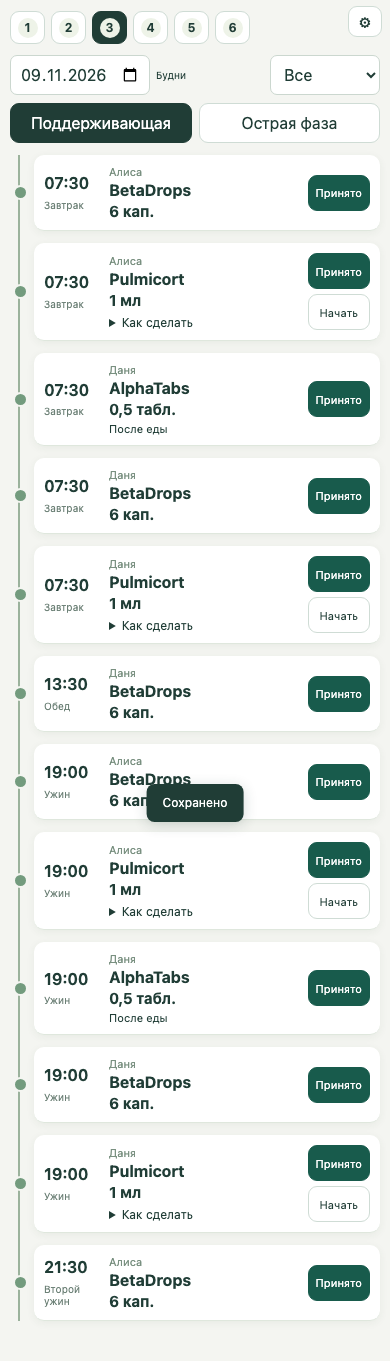 1 2 3 4 5 6
⚙
09.11.2026 Будни Все
Поддерживающая Острая фаза
07:30
Завтрак
Алиса
BetaDrops
6 кап.
Принято
07:30
Завтрак
Алиса
Pulmicort
1 мл
▶ Как сделать
Принято
Начать
07:30
Завтрак
Даня
AlphaTabs
0,5 табл.
После еды
Принято
07:30
Завтрак
Даня
BetaDrops
6 кап.
Принято
07:30
Завтрак
Даня
Pulmicort
1 мл
▶ Как сделать
Принято
Начать
13:30
Обед
Даня
BetaDrops
6 кап.
Принято
19:00
Ужин
Алиса
BetaDrops
6 кап
Принято
Сохранено
19:00
Ужин
Алиса
Pulmicort
1 мл
▶ Как сделать
Принято
Начать
19:00
Ужин
Даня
AlphaTabs
0,5 табл.
После еды
Принято
19:00
Ужин
Даня
BetaDrops
6 кап.
Принято
19:00
Ужин
Даня
Pulmicort
1 мл
▶ Как сделать
Принято
Начать
21:30
Второй
ужин
Алиса
BetaDrops
6 кап.
Принято